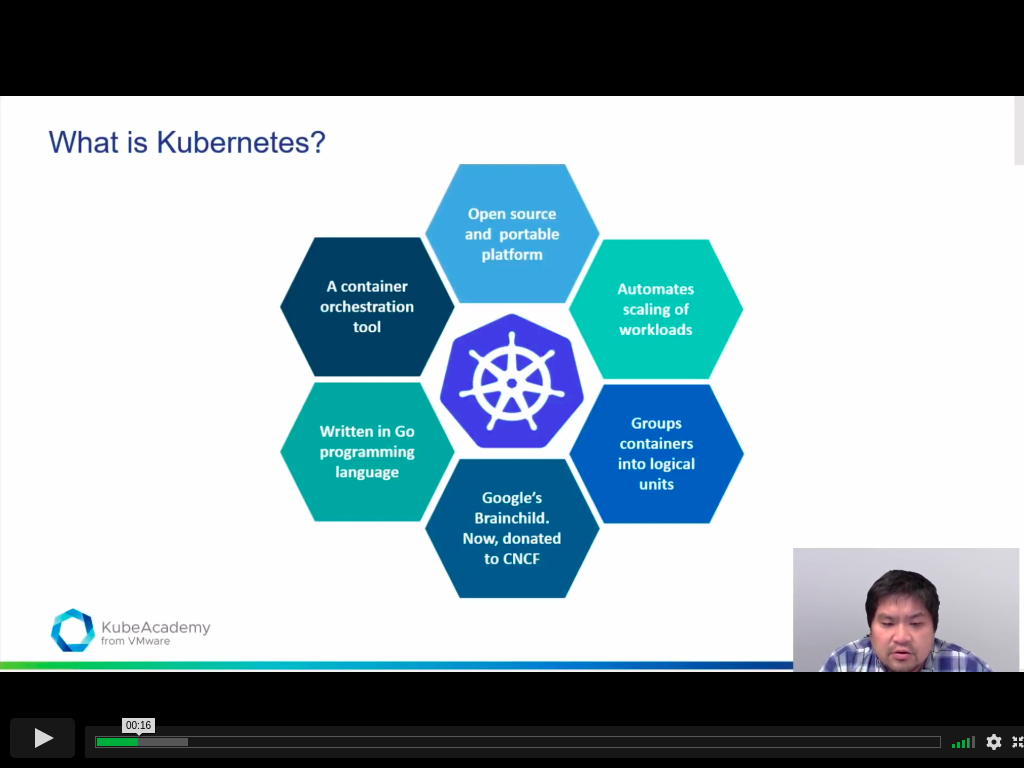 What is Kubernetes?
Open source
and portable
platform
A container
orchestration
tool
Automates
scaling of
workloads
Written in Go
programming
language
Groups
containers
into logical
units
Google's
Brainchild.
Now, donated
to CNCF
KubeAcademy
from VMware
00:16